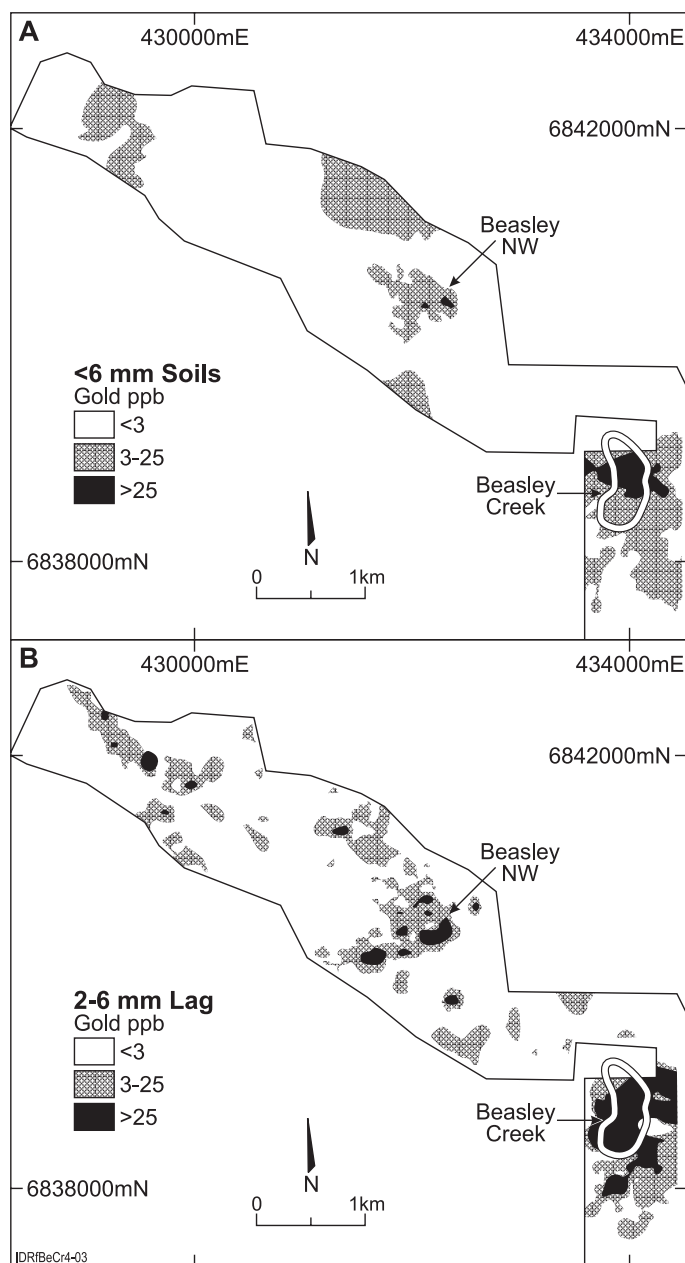 A
430000mE
434000mE
6842000mN
Beasley
NW
<6 mm Soils
Gold ppb
<3
3-25
>25
Beasley
Creek
6838000mN
N
0
1km
B
430000mE
434000mE
6842000mN
Beasley
NW
2-6 mm Lag
Gold ppb
<3
3-25
>25
Beasley
Creek
6838000mN
N
0
1km
IDRfBeCr4-03